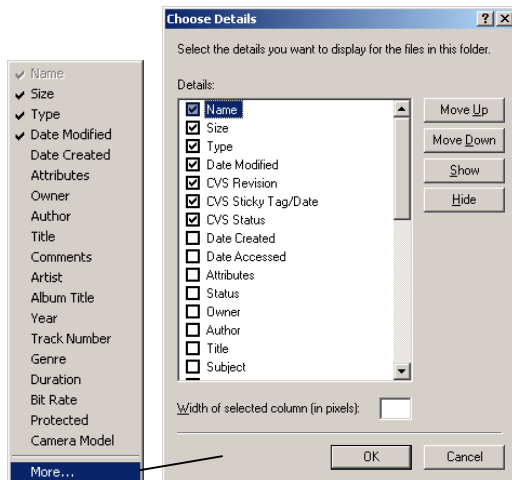 Name
Size
Type
Date Modified
Date Created
Attributes
Owner
Author
Title
Comments
Artist
Album Title
Year
Track Number
Genre
Duration
Bit Rate
Protected
Camera Model
More...
Choose Details
Select the details you want to display for the files in this folder.
Details:
Name
Size
Type
Date Modified
CVS Revision
CVS Sticky Tag/Date
CVS Status
Date Created
Date Accessed
Attributes
Status
Owner
Author
Title
Subject
Move Up
Move Down
Show
Hide
Width of selected column (in pixels):
OK
Cancel